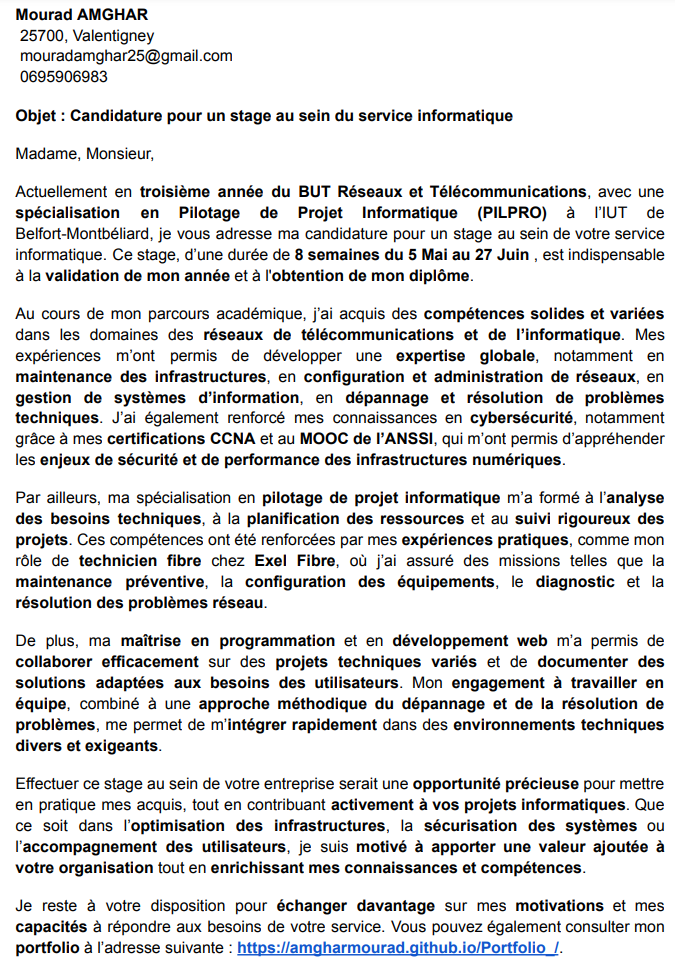 Mourad AMGHAR
25700, Valentigney
mouradamghar25@gmail.com
0695906983
Objet : Candidature pour un stage au sein du service informatique
Madame, Monsieur,
Actuellement en troisième année du BUT Réseaux et Télécommunications, avec une
spécialisation en Pilotage de Projet Informatique (PILPRO) à l’IUT de
Belfort-Montbéliard, je vous adresse ma candidature pour un stage au sein de votre service
informatique. Ce stage, d’une durée de 8 semaines du 5 Mai au 27 Juin , est indispensable
à la validation de mon année et à l'obtention de mon diplôme.
Au cours de mon parcours académique, j’ai acquis des compétences solides et variées
dans les domaines des réseaux de télécommunications et de l’informatique. Mes
expériences m’ont permis de développer une expertise globale, notamment en
maintenance des infrastructures, en configuration et administration de réseaux, en
gestion de systèmes d’information, en dépannage et résolution de problèmes
techniques. J’ai également renforcé mes connaissances en cybersécurité, notamment
grâce à mes certifications CCNA et au MOOC de l’ANSSI, qui m’ont permis d’appréhender
les enjeux de sécurité et de performance des infrastructures numériques.
Par ailleurs, ma spécialisation en pilotage de projet informatique m’a formé à l’analyse
des besoins techniques, à la planification des ressources et au suivi rigoureux des
projets. Ces compétences ont été renforcées par mes expériences pratiques, comme mon
rôle de technicien fibre chez Exel Fibre, où j’ai assuré des missions telles que la
maintenance préventive, la configuration des équipements, le diagnostic et la
résolution des problèmes réseau.
De plus, ma maîtrise en programmation et en développement web m’a permis de
collaborer efficacement sur des projets techniques variés et de documenter des
solutions adaptées aux besoins des utilisateurs. Mon engagement à travailler en
équipe, combiné à une approche méthodique du dépannage et de la résolution de
problèmes, me permet de m’intégrer rapidement dans des environnements techniques
divers et exigeants.
Effectuer ce stage au sein de votre entreprise serait une opportunité précieuse pour mettre
en pratique mes acquis, tout en contribuant activement à vos projets informatiques. Que
ce soit dans l’optimisation des infrastructures, la sécurisation des systèmes ou
l’accompagnement des utilisateurs, je suis motivé à apporter une valeur ajoutée à
votre organisation tout en enrichissant mes connaissances et compétences.
Je reste à votre disposition pour échanger davantage sur mes motivations et mes
capacités à répondre aux besoins de votre service. Vous pouvez également consulter mon
portfolio à l’adresse suivante : https://amgharmourad.github.io/Portfolio_/.